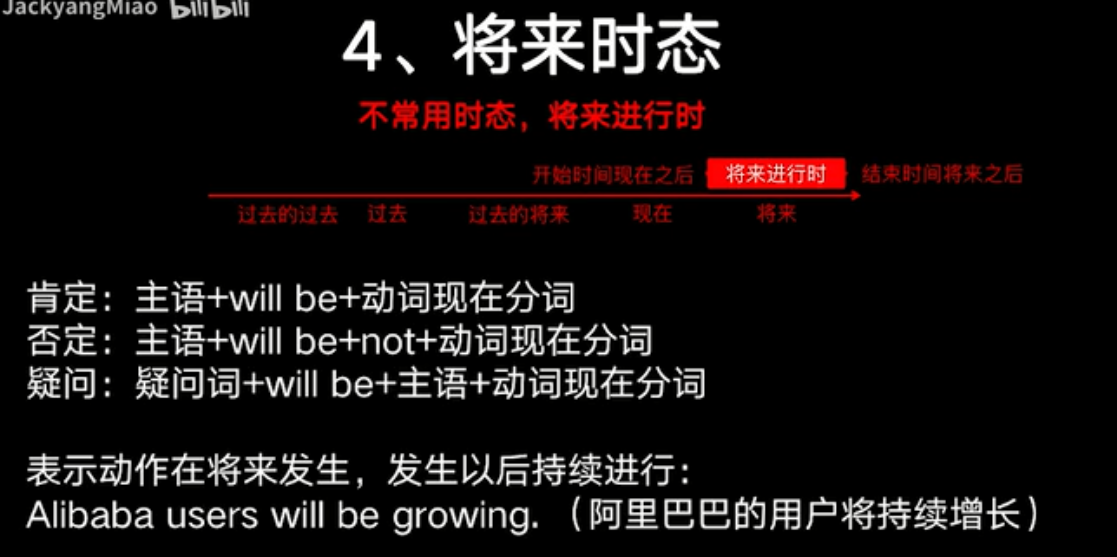 JackyangMiao bilibili
4、将来时态
不常用时态，将来进行时
开始时间现在之后 将来进行时 结束时间将来之后
过去的过去 过去 过去的将来 现在 将来
肯定：主语+will be+动词现在分词
否定：主语+will be+not+动词现在分词
疑问：疑问词+will be+主语+动词现在分词
表示动作在将来发生，发生以后持续进行：
Alibaba users will be growing.（阿里巴巴的用户将持续增长）